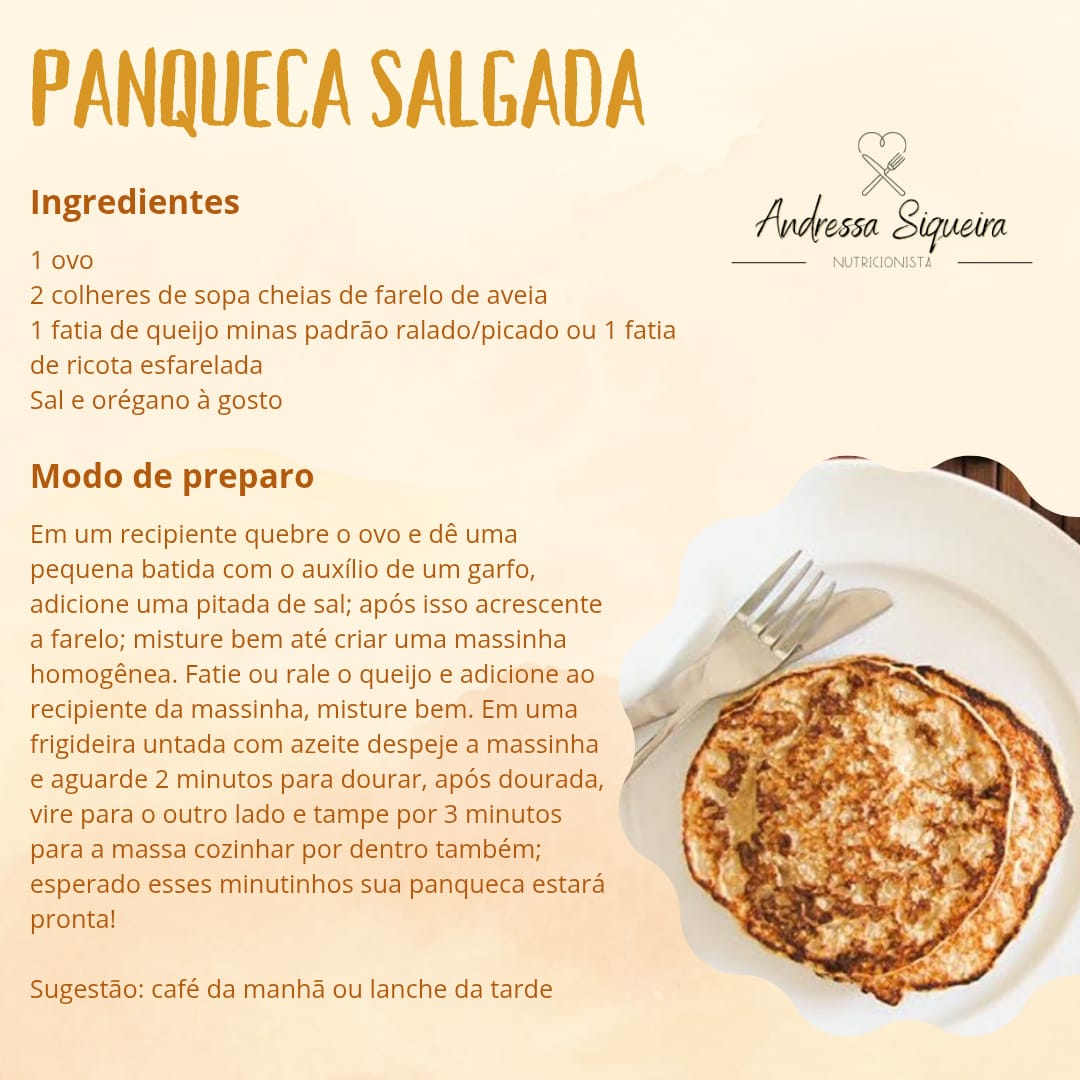 PANQUECA SALGADA
Andressa Siqueira
NUTRICIONISTA
Ingredientes
1 ovo
2 colheres de sopa cheias de farelo de aveia
1 fatia de queijo minas padrão ralado/picado ou 1 fatia
de ricota esfarelada
Sal e orégano à gosto
Modo de preparo
Em um recipiente quebre o ovo e dê uma
pequena batida com o auxílio de um garfo,
adicione uma pitada de sal; após isso acrescente
a farelo; misture bem até criar uma massinha
homogênea. Fatie ou rale o queijo e adicione ao
recipiente da massinha, misture bem. Em uma
frigideira untada com azeite despeje a massinha
e aguarde 2 minutos para dourar, após dourada,
vire para o outro lado e tampe por 3 minutos
para a massa cozinhar por dentro também;
esperado esses minutinhos sua panqueca estará
pronta!
Sugestão: café da manhã ou lanche da tarde